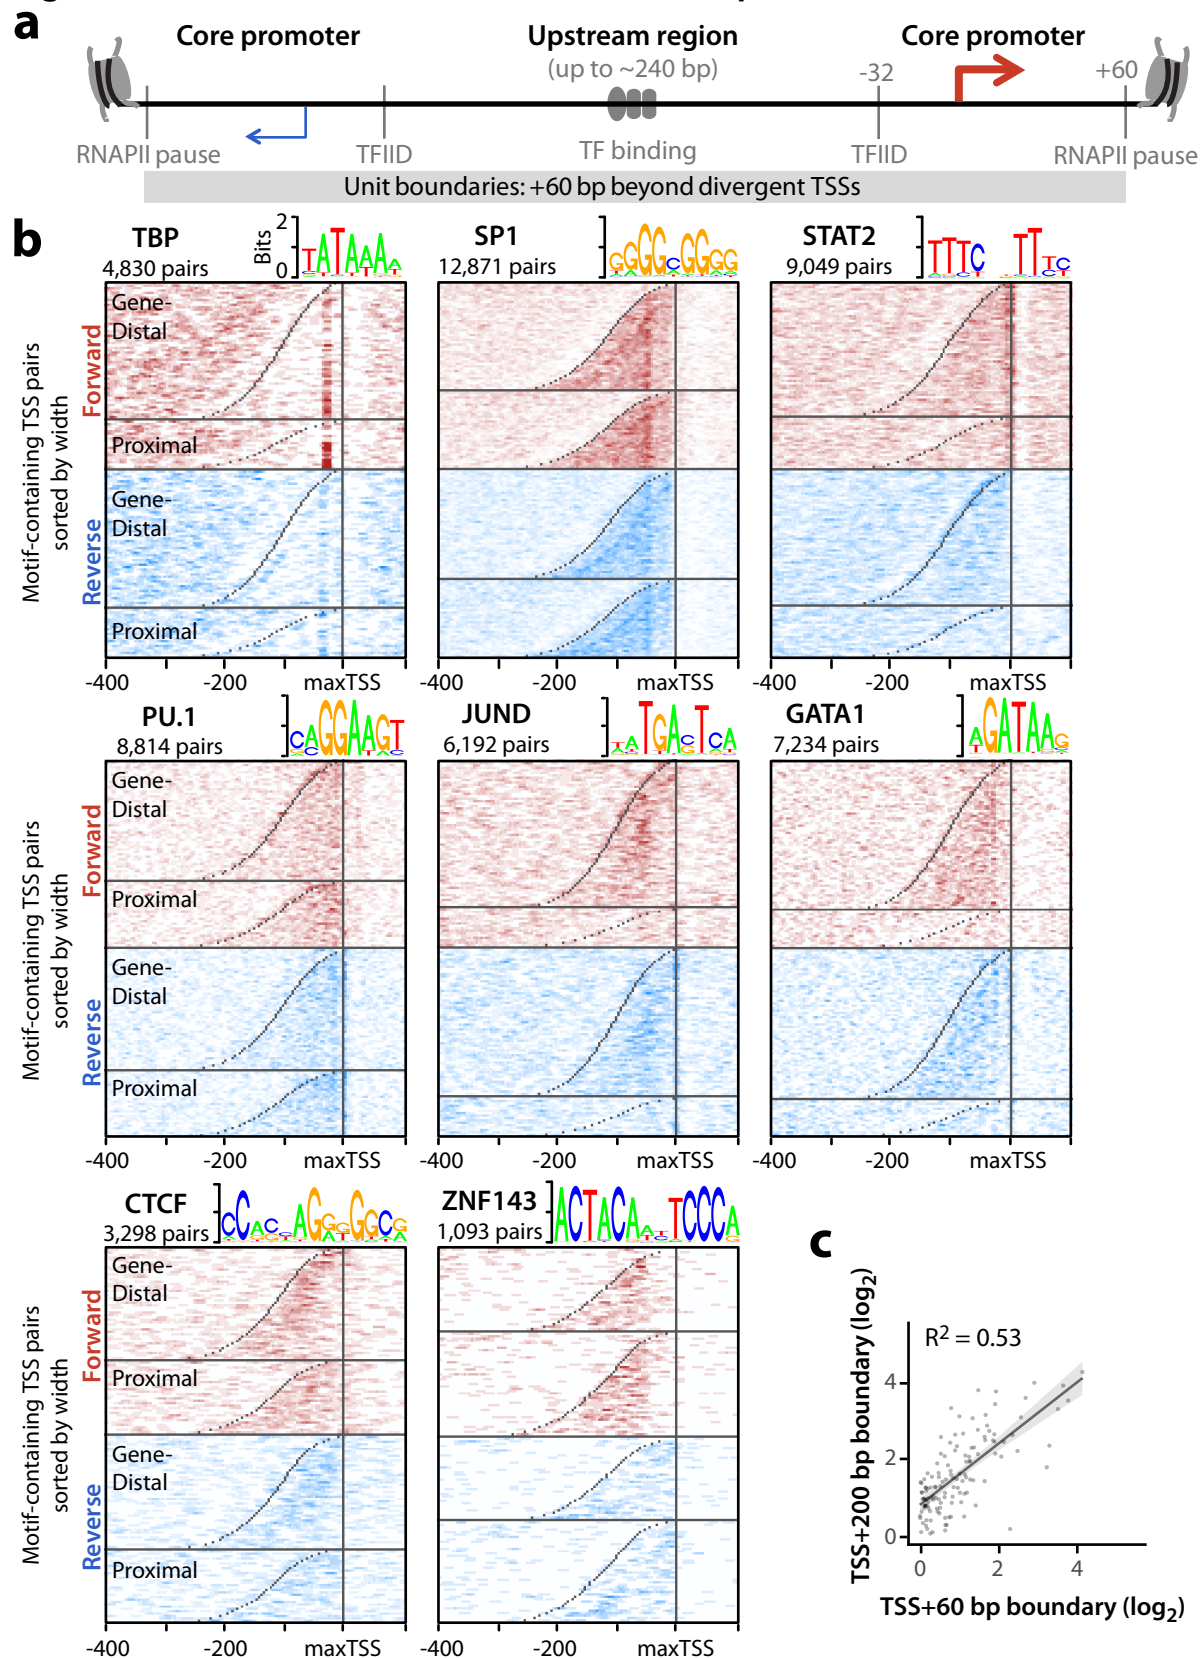 a
Core promoter
Upstream region
(up to ~240 bp)
Core promoter
-32
+60
RNAPII pause
TFIID
TF binding
TFIID
RNAPII pause
Unit boundaries: +60 bp beyond divergent TSSs
b
TBP
4,830 pairs
Bits
2
0
TATAAAA
SP1
12,871 pairs
GGGGCGGGG
STAT2
9,049 pairs
TTTC TTTC
Motif-containing TSS pairs
sorted by width
Forward
Reverse
Gene-
Distal
Proximal
Gene-
Distal
Proximal
-400 -200 maxTSS
-400 -200 maxTSS
-400 -200 maxTSS
PU.1
8,814 pairs
CAGGAAGT
JUND
6,192 pairs
TGACTCA
GATA1
7,234 pairs
AGATAAG
Motif-containing TSS pairs
sorted by width
Forward
Reverse
Gene-
Distal
Proximal
Gene-
Distal
Proximal
-400 -200 maxTSS
-400 -200 maxTSS
-400 -200 maxTSS
CTCF
3,298 pairs
ZNF143
1,093 pairs
Motif-containing TSS pairs
sorted by width
Forward
Reverse
Gene-
Distal
Proximal
Gene-
Distal
Proximal
-400 -200 maxTSS
-400 -200 maxTSS
c
R² = 0.53
TSS+200 bp boundary (log₂)
4
2
0
0 2 4
TSS+60 bp boundary (log₂)